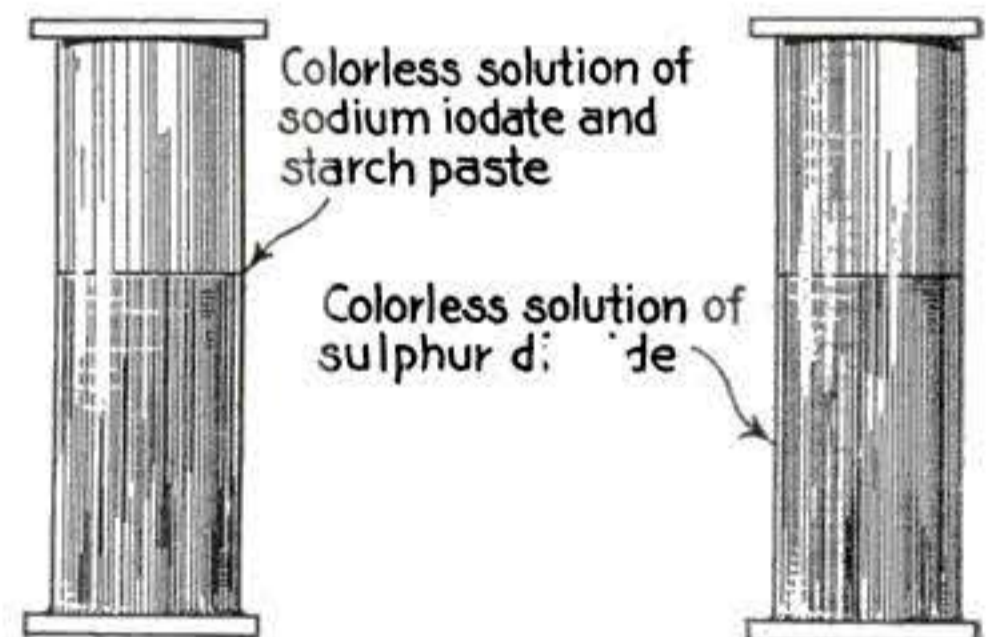 Colorless solution of
sodium iodate and
starch paste
Colorless solution of
sulphur